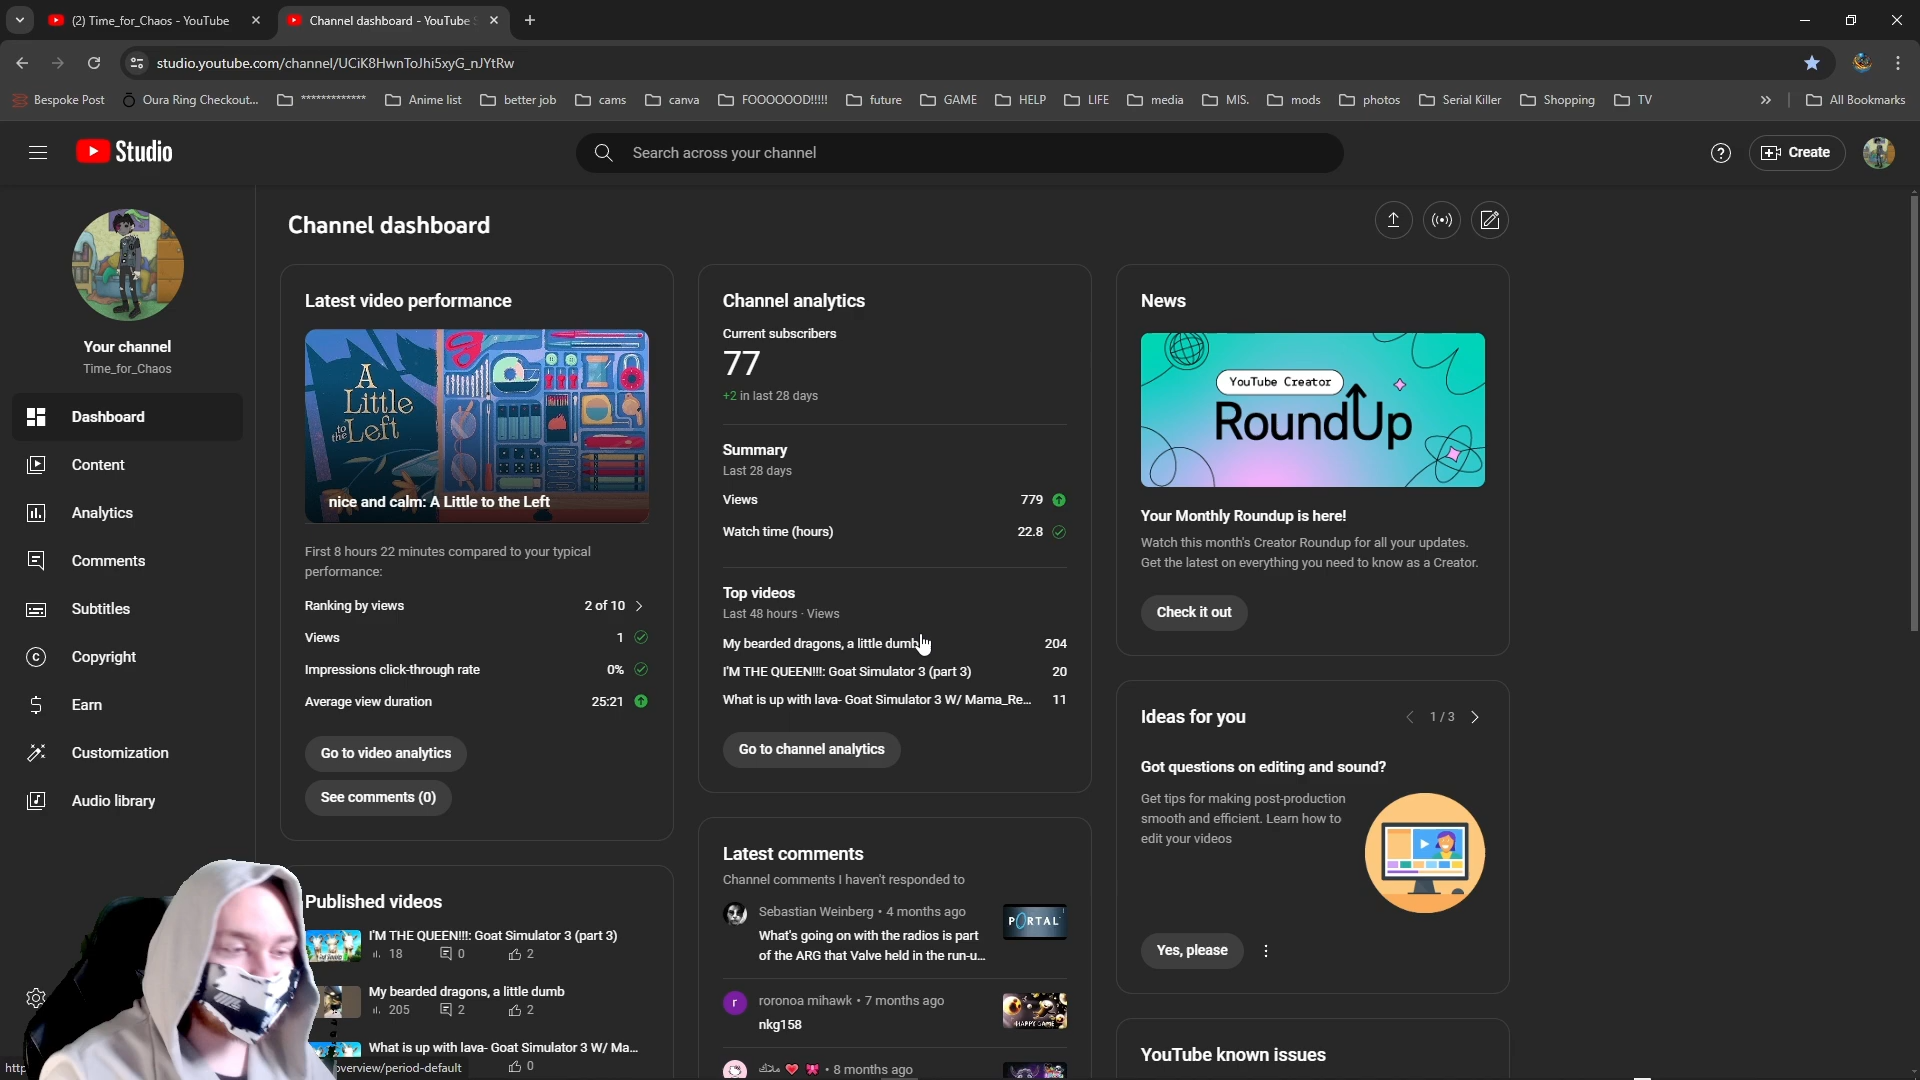 (2) Time_for_Chaos - YouTube
Channel dashboard - YouTube S
studio.youtube.com/channel/UCiK8HwnToJhi5xyG_nJYtRw
Bespoke Post
Oura Ring Checkout...
*************
Anime list
better job
cams
canva
FOOOOOOD!!!!!
future
GAME
HELP
LIFE
media
MIS.
mods
photos
Serial Killer
Shopping
TV
All Bookmarks
Studio
Search across your channel
Create
Your channel
Time_for_Chaos
Dashboard
Content
Analytics
Comments
Subtitles
Copyright
Earn
Customization
Audio library
Channel dashboard
Latest video performance
A
Little
to the Left
nice and calm: A Little to the Left
First 8 hours 22 minutes compared to your typical
performance:
Ranking by views 2 of 10
Views 1
Impressions click-through rate 0%
Average view duration 25:21
Go to video analytics
See comments (0)
Published videos
I'M THE QUEEN!!!: Goat Simulator 3 (part 3)
18 0 2
My bearded dragons, a little dumb
205 2 2
What is up with lava- Goat Simulator 3 W/ Ma...
0
http
overview/period-default
Channel analytics
Current subscribers
77
+2 in last 28 days
Summary
Last 28 days
Views 779
Watch time (hours) 22.8
Top videos
Last 48 hours · Views
My bearded dragons, a little dumb 204
I'M THE QUEEN!!!: Goat Simulator 3 (part 3) 20
What is up with lava- Goat Simulator 3 W/ Mama_Re... 11
Go to channel analytics
Latest comments
Channel comments I haven't responded to
Sebastian Weinberg • 4 months ago
What's going on with the radios is part
of the ARG that Valve held in the run-u...
PORTAL
r
roronoa mihawk • 7 months ago
nkg158
HAPPY GAME
• 8 months ago
News
YouTube Creator
RoundUp
Your Monthly Roundup is here!
Watch this month's Creator Roundup for all your updates.
Get the latest on everything you need to know as a Creator.
Check it out
Ideas for you
1 / 3
Got questions on editing and sound?
Get tips for making post-production
smooth and efficient. Learn how to
edit your videos
Yes, please
YouTube known issues